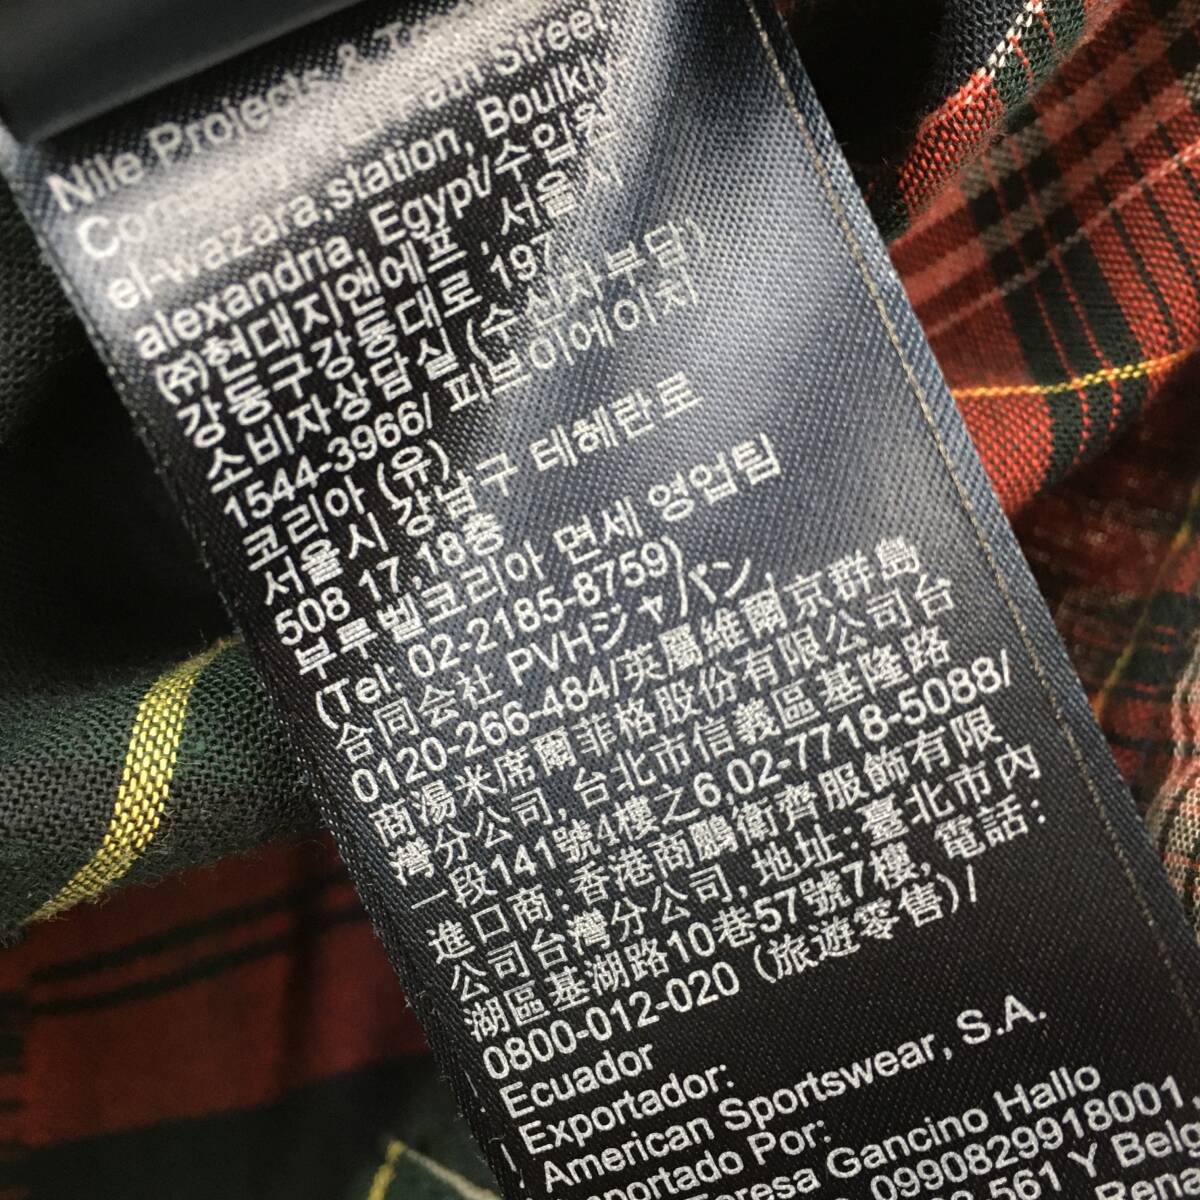 Nile Projects &
el-wazara,station, Boulkly
alexandria, Egypt/수입원
(주)현대지앤에프 , 서울시
강동구 강동대로 197
소비자상담실 (수신자부담)
1544-3966/ 피브이에이치
코리아 (유)
서울시 강남구 테헤란로
508 17,18층
부루벨코리아 면세 영업팀
(Tel: 02-2185-8759)
合同会社 PVHジャパン,
0120-266-484/英屬維爾京群島
商湯米席爾菲格股份有限公司台
灣分公司, 台北市信義區基隆路
一段141號4樓之6,02-7718-5088/
進口商:香港商鵬衛齊服飾有限
公司台灣分公司, 地址:臺北市內
湖區基湖路10巷57號7樓, 電話:
0800-012-020 (旅遊零售)/
Ecuador
Exportador:
American Sportswear, S.A.
Por:
Gancino Hallo
0990829918001
561 Y